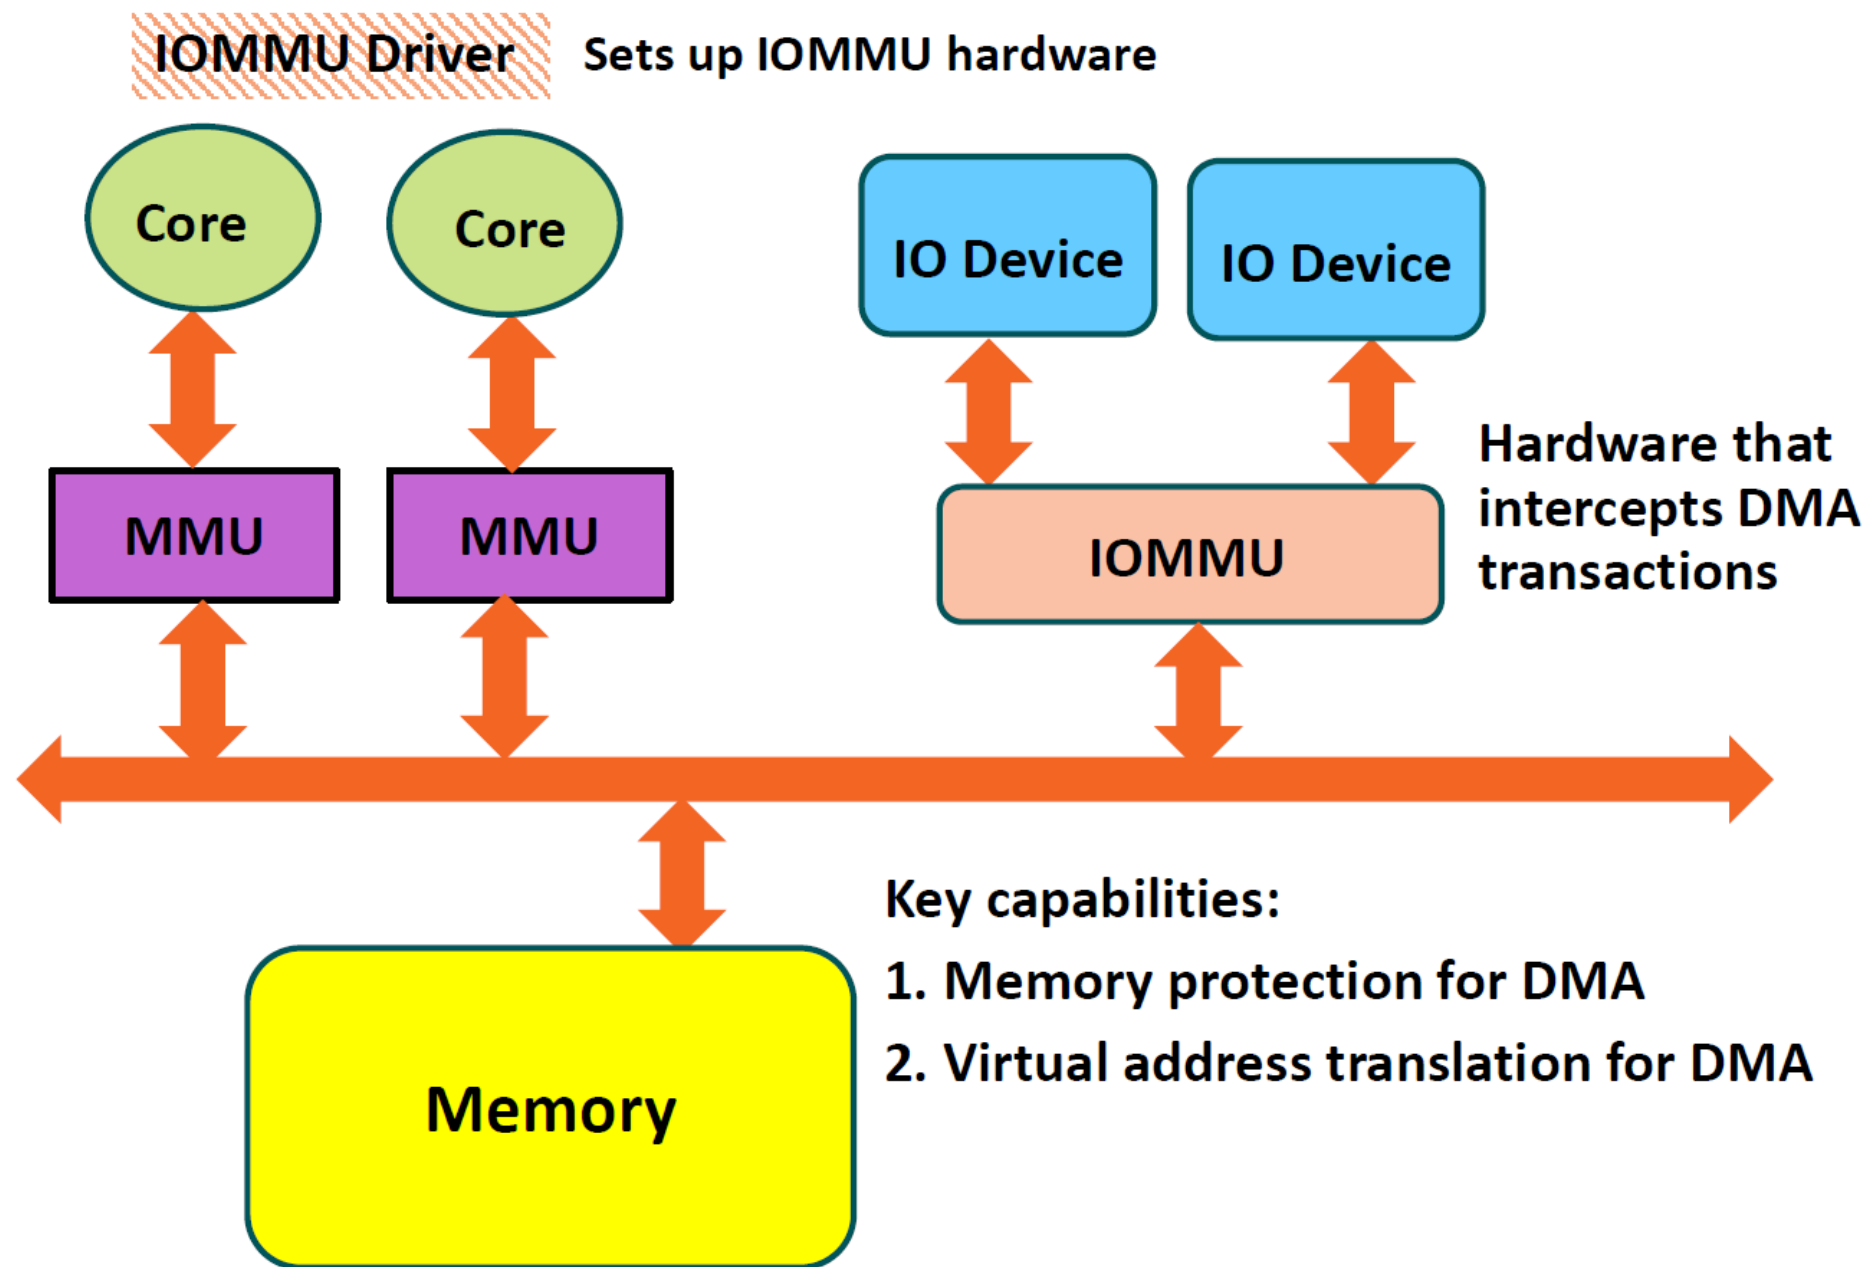 IOMMU Driver
Sets up IOMMU hardware
Core
Core
IO Device
IO Device
MMU
MMU
IOMMU
Hardware that
intercepts DMA
transactions
Memory
Key capabilities:
1. Memory protection for DMA
2. Virtual address translation for DMA